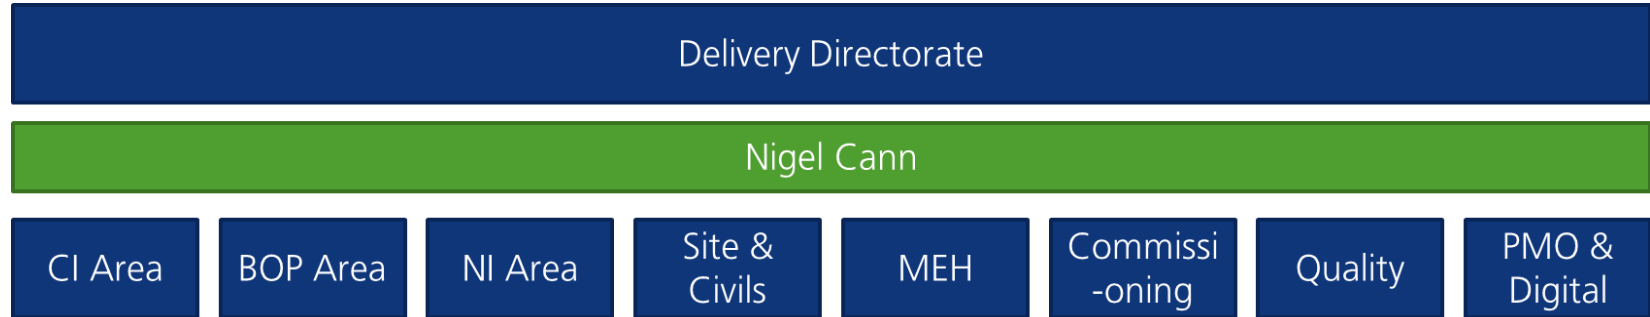 Delivery Directorate
Nigel Cann
CI Area
BOP Area
NI Area
Site &
Civils
MEH
Commissi
-oning
Quality
PMO &
Digital